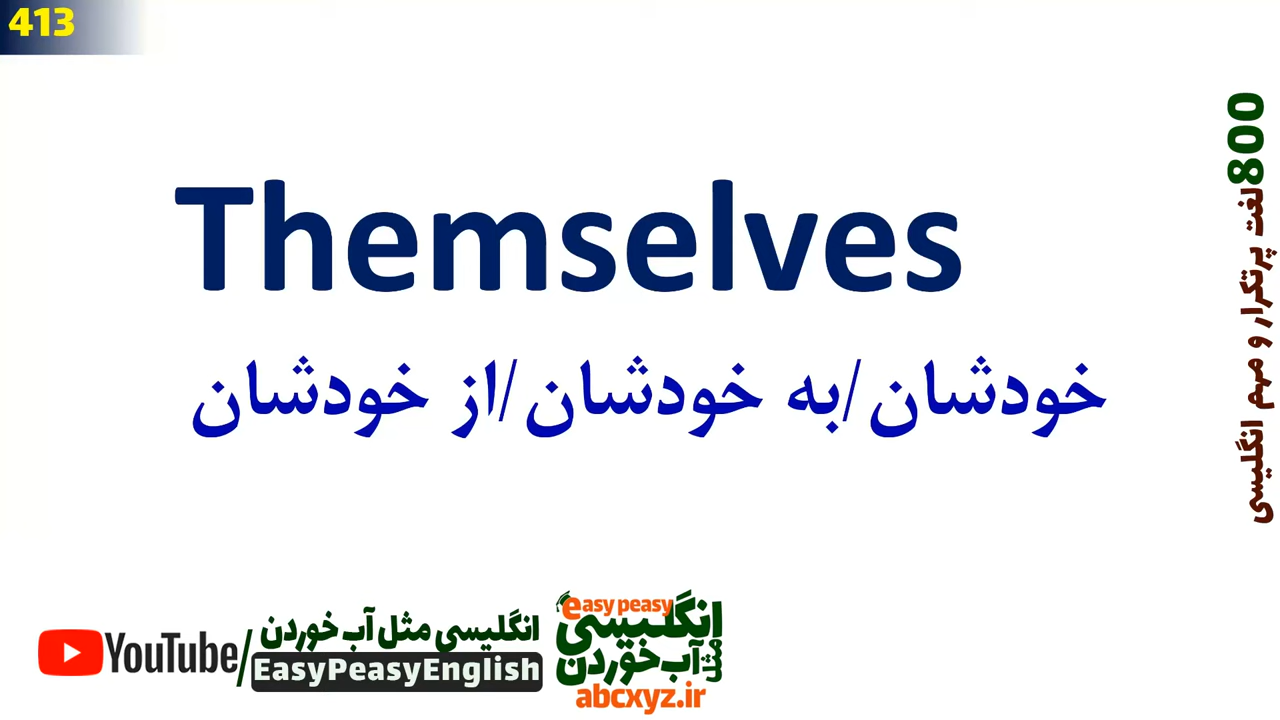 413
Themselves
خودشان/به خودشان/از خودشان
800 لغت پرتکرار و مهم انگلیسی
YouTube/
انگلیسی مثل آب خوردن
EasyPeasyEnglish
easy peasy
انگلیسی
مثل آب خوردن
abcxyz.ir